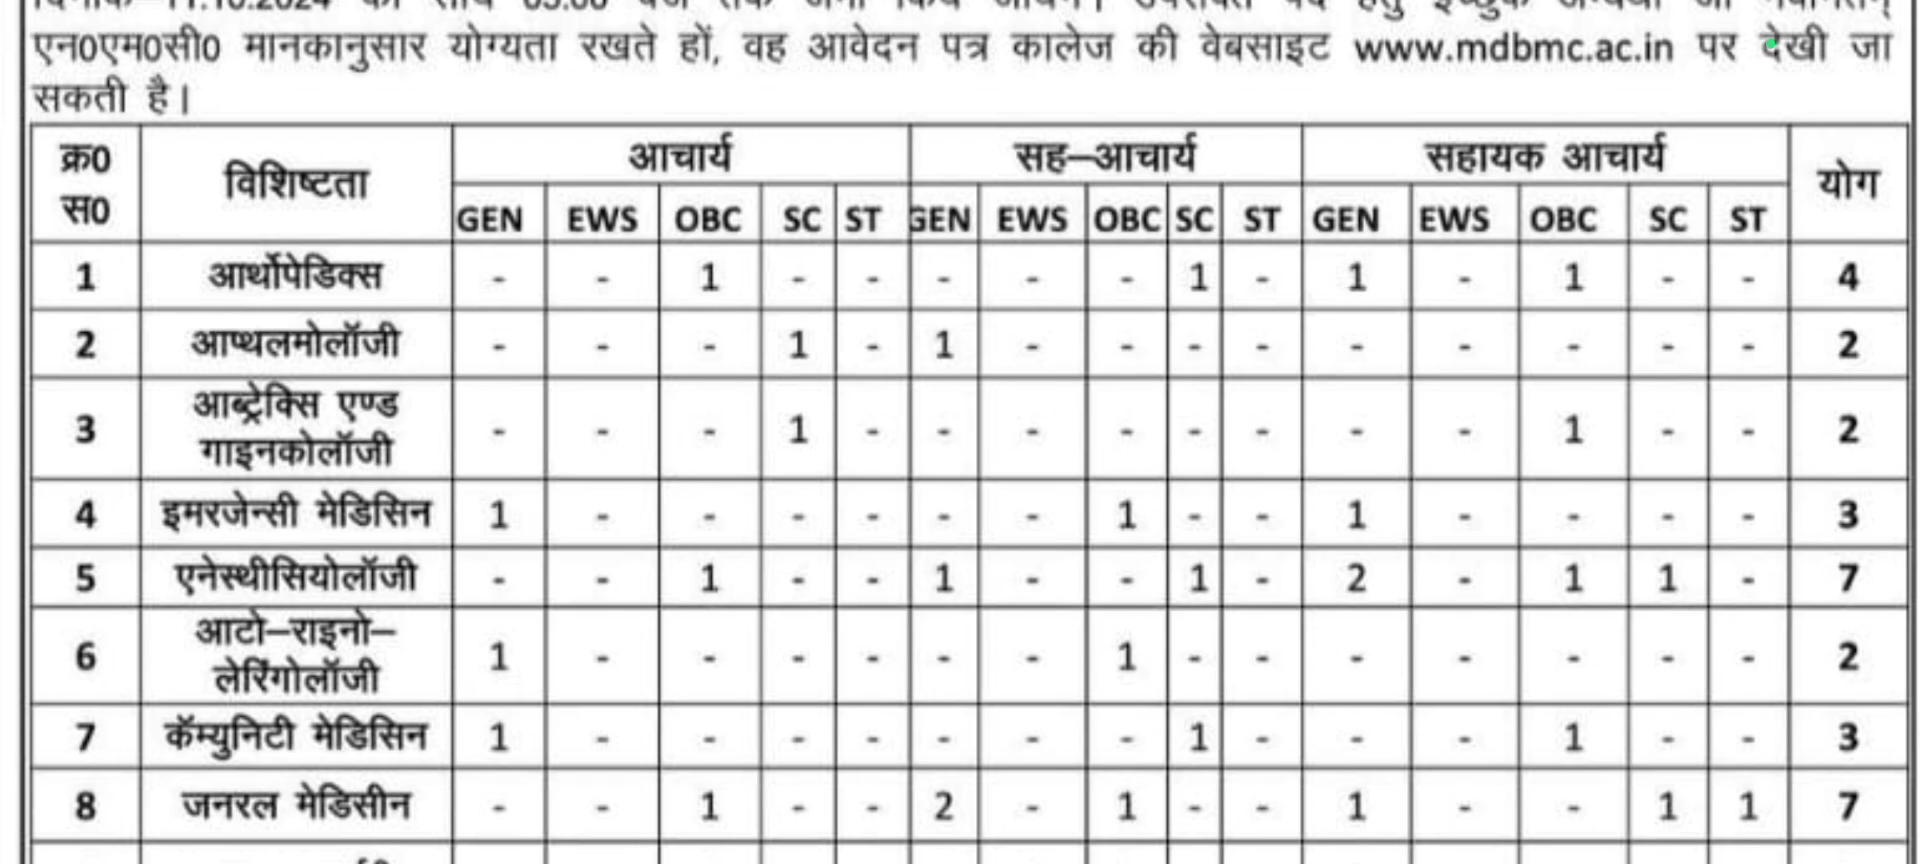 एन0एम0सी0 मानकानुसार योग्यता रखते हों, वह आवेदन पत्र कालेज की वेबसाइट www.mdbmc.ac.in पर देखी जा
सकती है।
क्र0 स0 विशिष्टता आचार्य सह–आचार्य सहायक आचार्य योग
GEN EWS OBC SC ST GEN EWS OBC SC ST GEN EWS OBC SC ST
1 आर्थोपेडिक्स - - 1 - - - - - 1 - 1 - 1 - - 4
2 आप्थलमोलॉजी - - - 1 - 1 - - - - - - - - - 2
3 आब्ट्रेक्सि एण्ड गाइनकोलॉजी - - - 1 - - - - - - - - 1 - - 2
4 इमरजेन्सी मेडिसिन 1 - - - - - - 1 - - 1 - - - - 3
5 एनेस्थीसियोलॉजी - - 1 - - 1 - - 1 - 2 - 1 1 - 7
6 आटो–राइनो–लेरिंगोलॉजी 1 - - - - - - 1 - - - - - - - 2
7 कॅम्युनिटी मेडिसिन 1 - - - - - - - 1 - - - 1 - - 3
8 जनरल मेडिसीन - - 1 - - 2 - 1 - - 1 - - 1 1 7